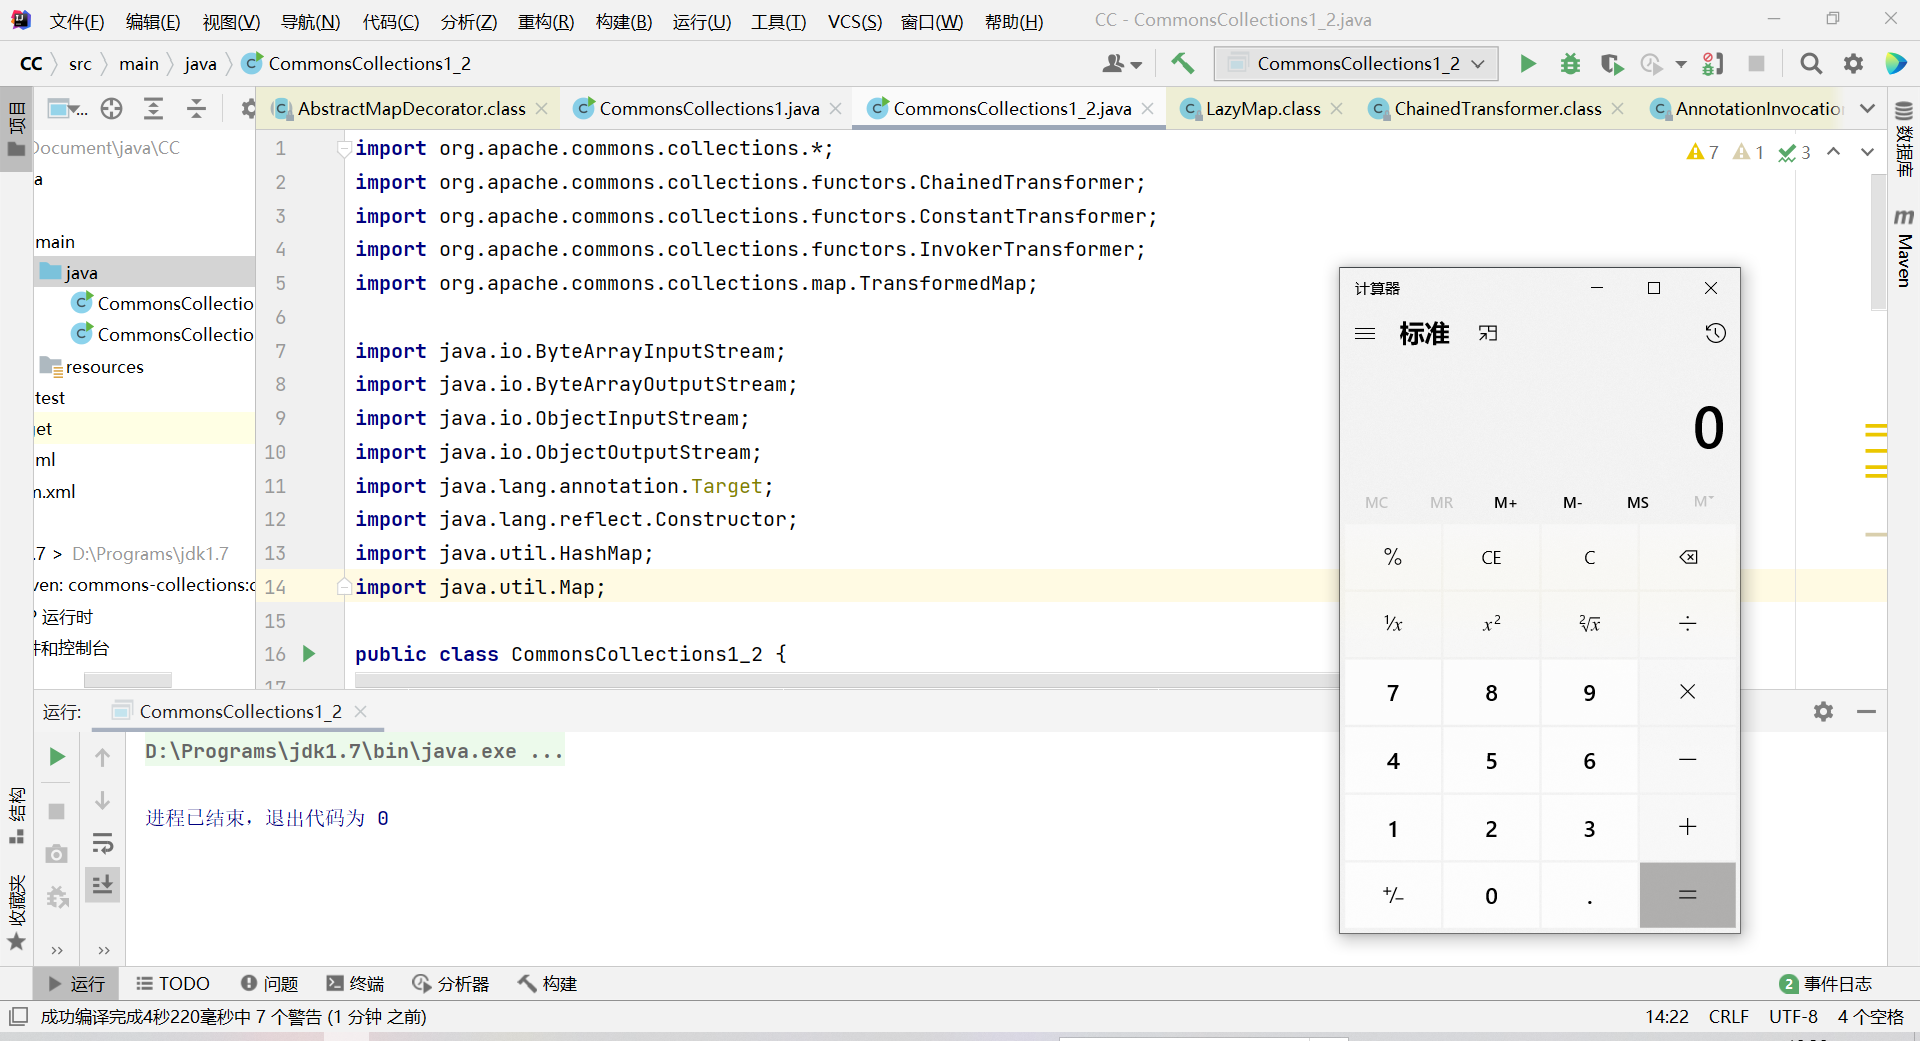 文件(F) 编辑(E) 视图(V) 导航(N) 代码(C) 分析(Z) 重构(R) 构建(B) 运行(U) 工具(T) VCS(S) 窗口(W) 帮助(H) CC - CommonsCollections1_2.java
CC src main java CommonsCollections1_2 CommonsCollections1_2
AbstractMapDecorator.class CommonsCollections1.java CommonsCollections1_2.java LazyMap.class ChainedTransformer.class AnnotationInvocation
项目
ocument\java\CC
a
main
java
CommonsCollectio
CommonsCollectio
resources
test
get
ml
n.xml
.7 > D:\Programs\jdk1.7
ven: commons-collections:c
运行时
件和控制台
7 1 3
1 import org.apache.commons.collections.*;
2 import org.apache.commons.collections.functors.ChainedTransformer;
3 import org.apache.commons.collections.functors.ConstantTransformer;
4 import org.apache.commons.collections.functors.InvokerTransformer;
5 import org.apache.commons.collections.map.TransformedMap;
6
7 import java.io.ByteArrayInputStream;
8 import java.io.ByteArrayOutputStream;
9 import java.io.ObjectInputStream;
10 import java.io.ObjectOutputStream;
11 import java.lang.annotation.Target;
12 import java.lang.reflect.Constructor;
13 import java.util.HashMap;
14 import java.util.Map;
15
16 public class CommonsCollections1_2 {
17
数据库
m Maven
计算器
标准
0
MC MR M+ M- MS M˅
% CE C
¹/x x² ²√x ÷
7 8 9 ×
4 5 6 −
1 2 3 +
+/− 0 . =
运行: CommonsCollections1_2
D:\Programs\jdk1.7\bin\java.exe ...
进程已结束，退出代码为 0
结构
收藏夹
运行 TODO 问题 终端 分析器 构建 2 事件日志
成功编译完成4秒220毫秒中 7 个警告 (1 分钟 之前) 14:22 CRLF UTF-8 4 个空格